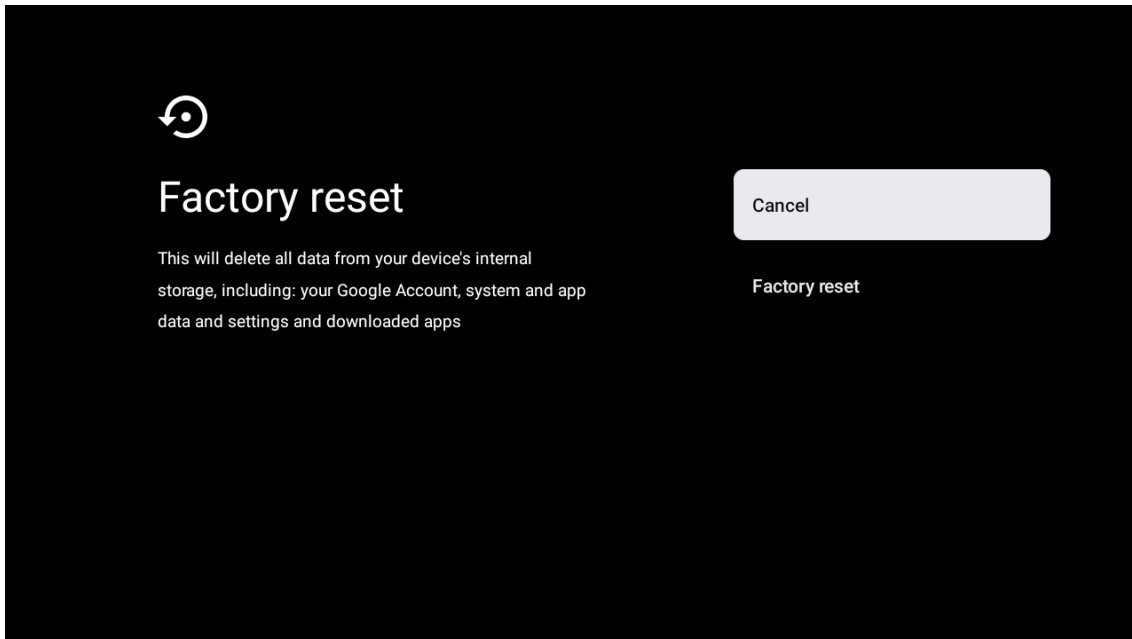 Factory reset
This will delete all data from your device's internal
storage, including: your Google Account, system and app
data and settings and downloaded apps
Cancel
Factory reset